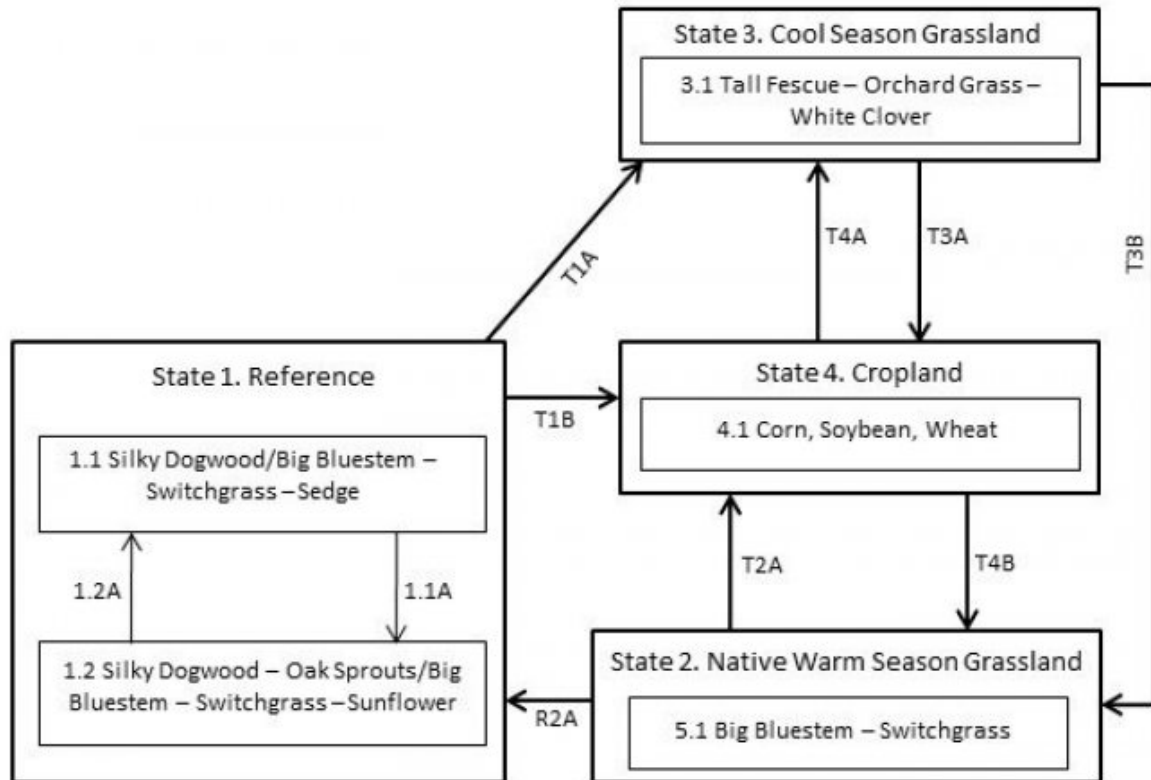 State 3. Cool Season Grassland
3.1 Tall Fescue – Orchard Grass –
White Clover
T1A
T4A
T3A
T3B
State 1. Reference
State 4. Cropland
T1B
4.1 Corn, Soybean, Wheat
1.1 Silky Dogwood/Big Bluestem –
Switchgrass – Sedge
1.2A
1.1A
T2A
T4B
1.2 Silky Dogwood – Oak Sprouts/Big
Bluestem – Switchgrass – Sunflower
R2A
State 2. Native Warm Season Grassland
5.1 Big Bluestem – Switchgrass